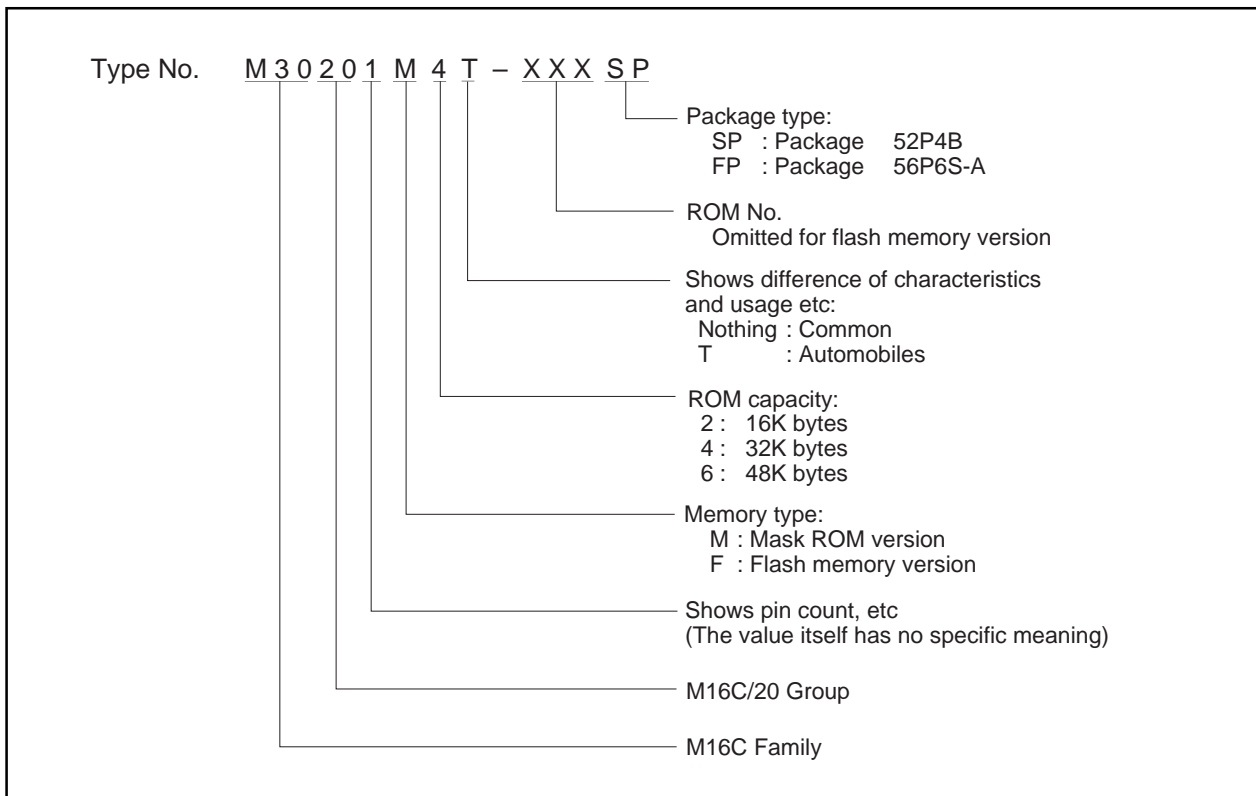 Type No. M 3 0 2 0 1 M 4 T – X X X S P
Package type:
SP : Package 52P4B
FP : Package 56P6S-A
ROM No.
Omitted for flash memory version
Shows difference of characteristics
and usage etc:
Nothing : Common
T : Automobiles
ROM capacity:
2 : 16K bytes
4 : 32K bytes
6 : 48K bytes
Memory type:
M : Mask ROM version
F : Flash memory version
Shows pin count, etc
(The value itself has no specific meaning)
M16C/20 Group
M16C Family